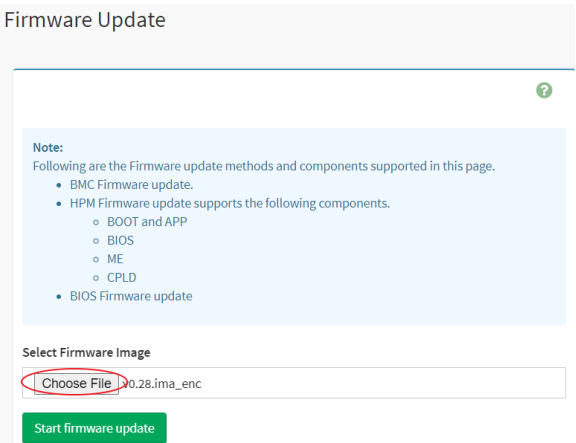 Firmware Update
?
Note:
Following are the Firmware update methods and components supported in this page.
BMC Firmware update.
HPM Firmware update supports the following components.
BOOT and APP
BIOS
ME
CPLD
BIOS Firmware update
Select Firmware Image
Choose File v0.28.ima_enc
Start firmware update